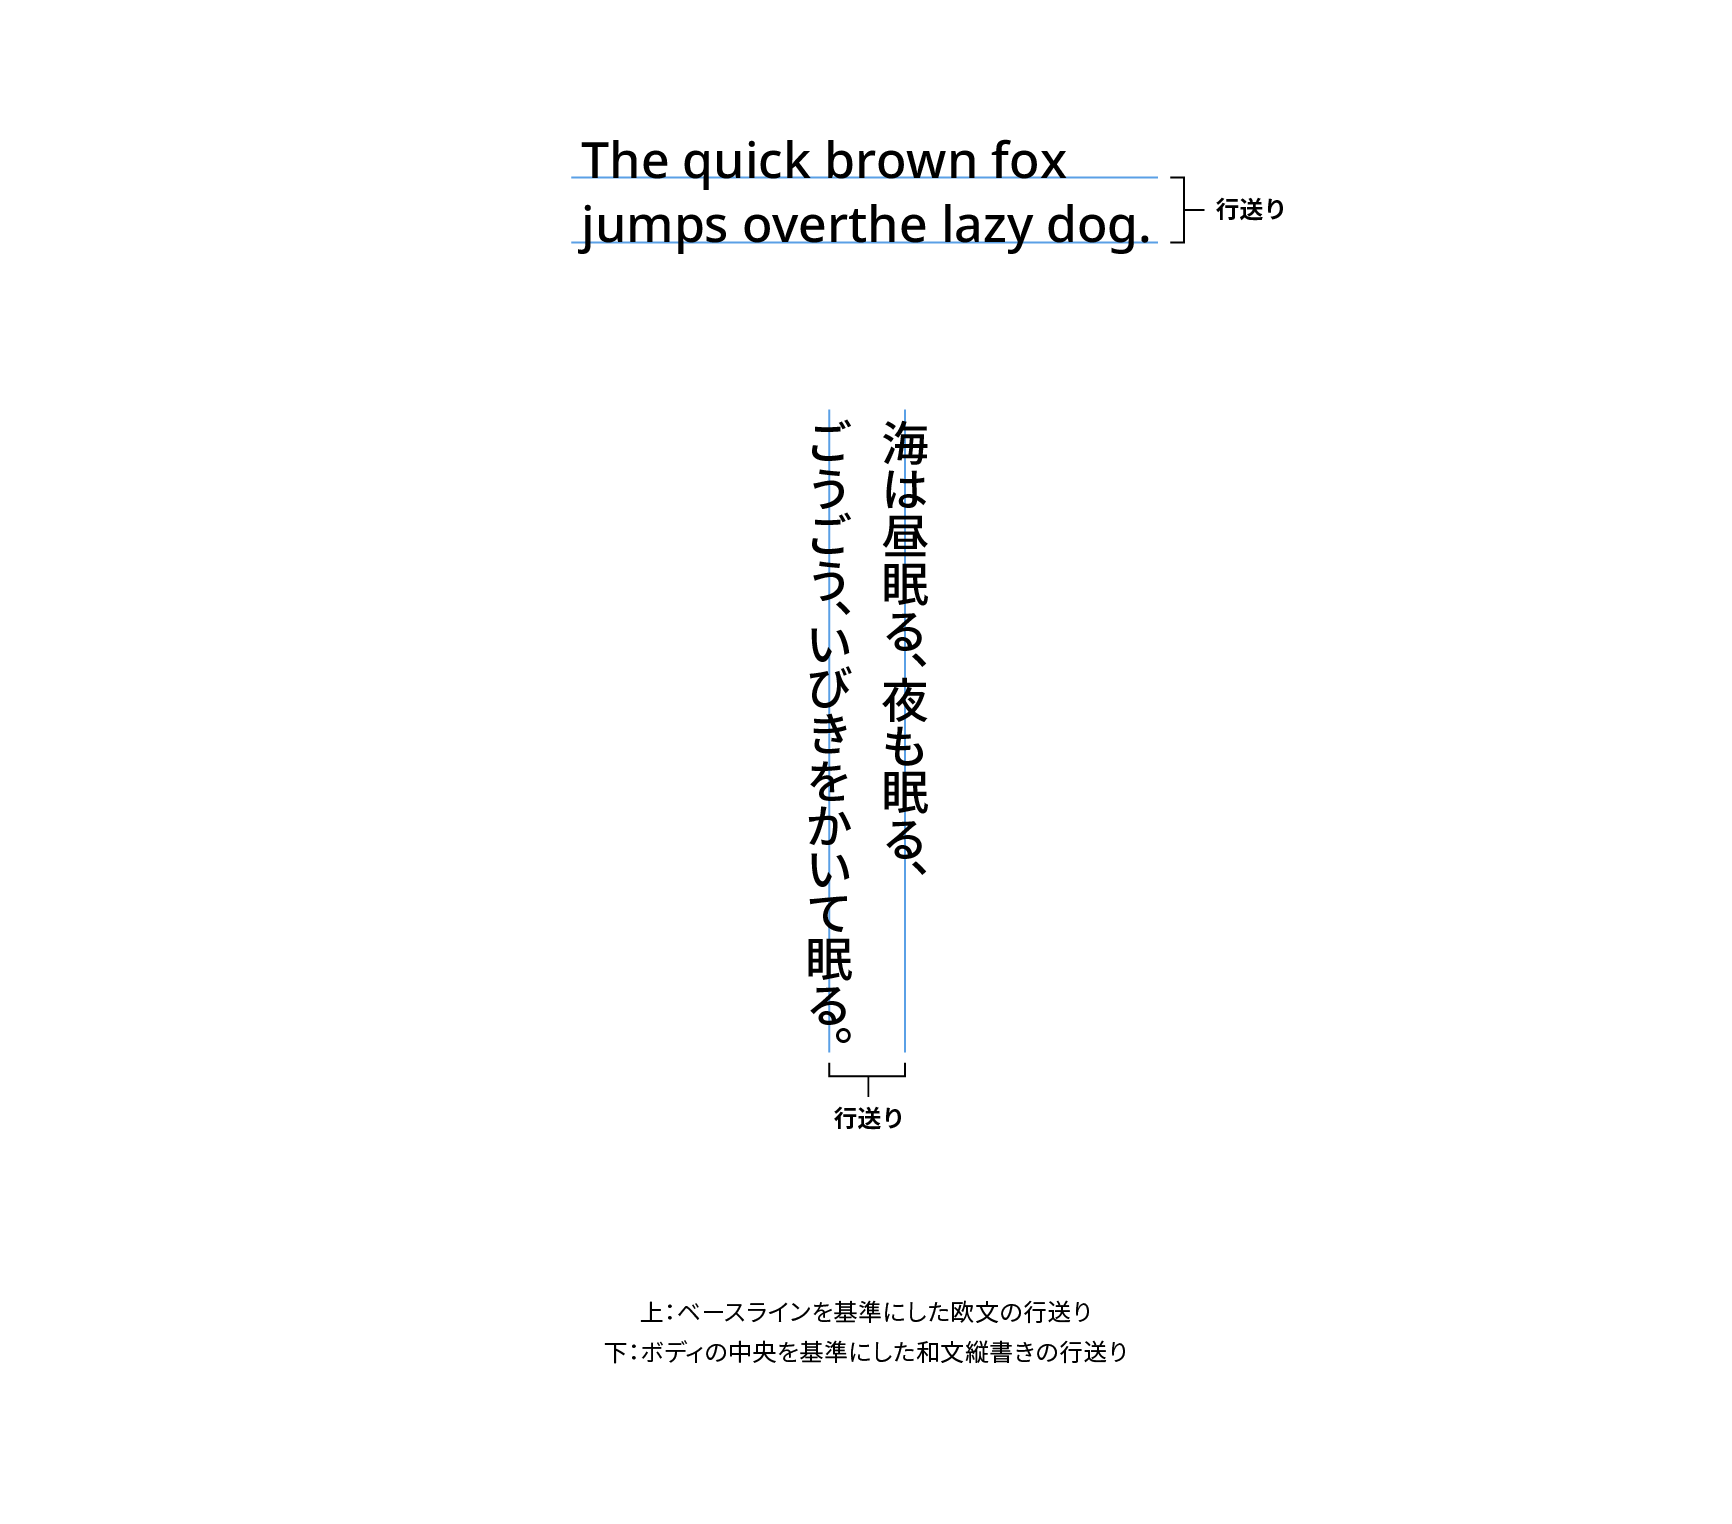 The quick brown fox
jumps overthe lazy dog.
行送り
海は昼眠る、夜も眠る、
ごうごう、いびきをかいて眠る。
行送り
上：ベースラインを基準にした欧文の行送り
下：ボディの中央を基準にした和文縦書きの行送り